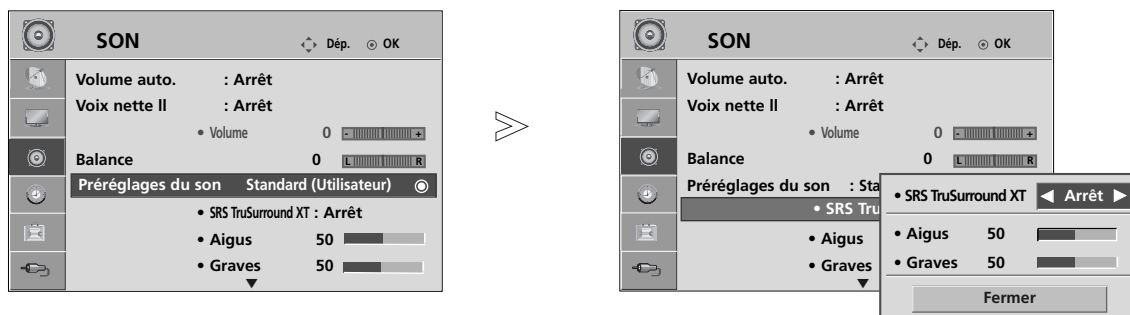 SON Dép. OK
Volume auto. : Arrêt
Voix nette ll : Arrêt
• Volume 0 - +
Balance 0 L R
Préréglages du son Standard (Utilisateur)
• SRS TruSurround XT : Arrêt
• Aigus 50
• Graves 50
SON Dép. OK
Volume auto. : Arrêt
Voix nette ll : Arrêt
• Volume 0 - +
Balance 0 L R
Préréglages du son : Sta
• SRS Tru
• Aigus
• Graves
• SRS TruSurround XT ◀ Arrêt ▶
• Aigus 50
• Graves 50
Fermer